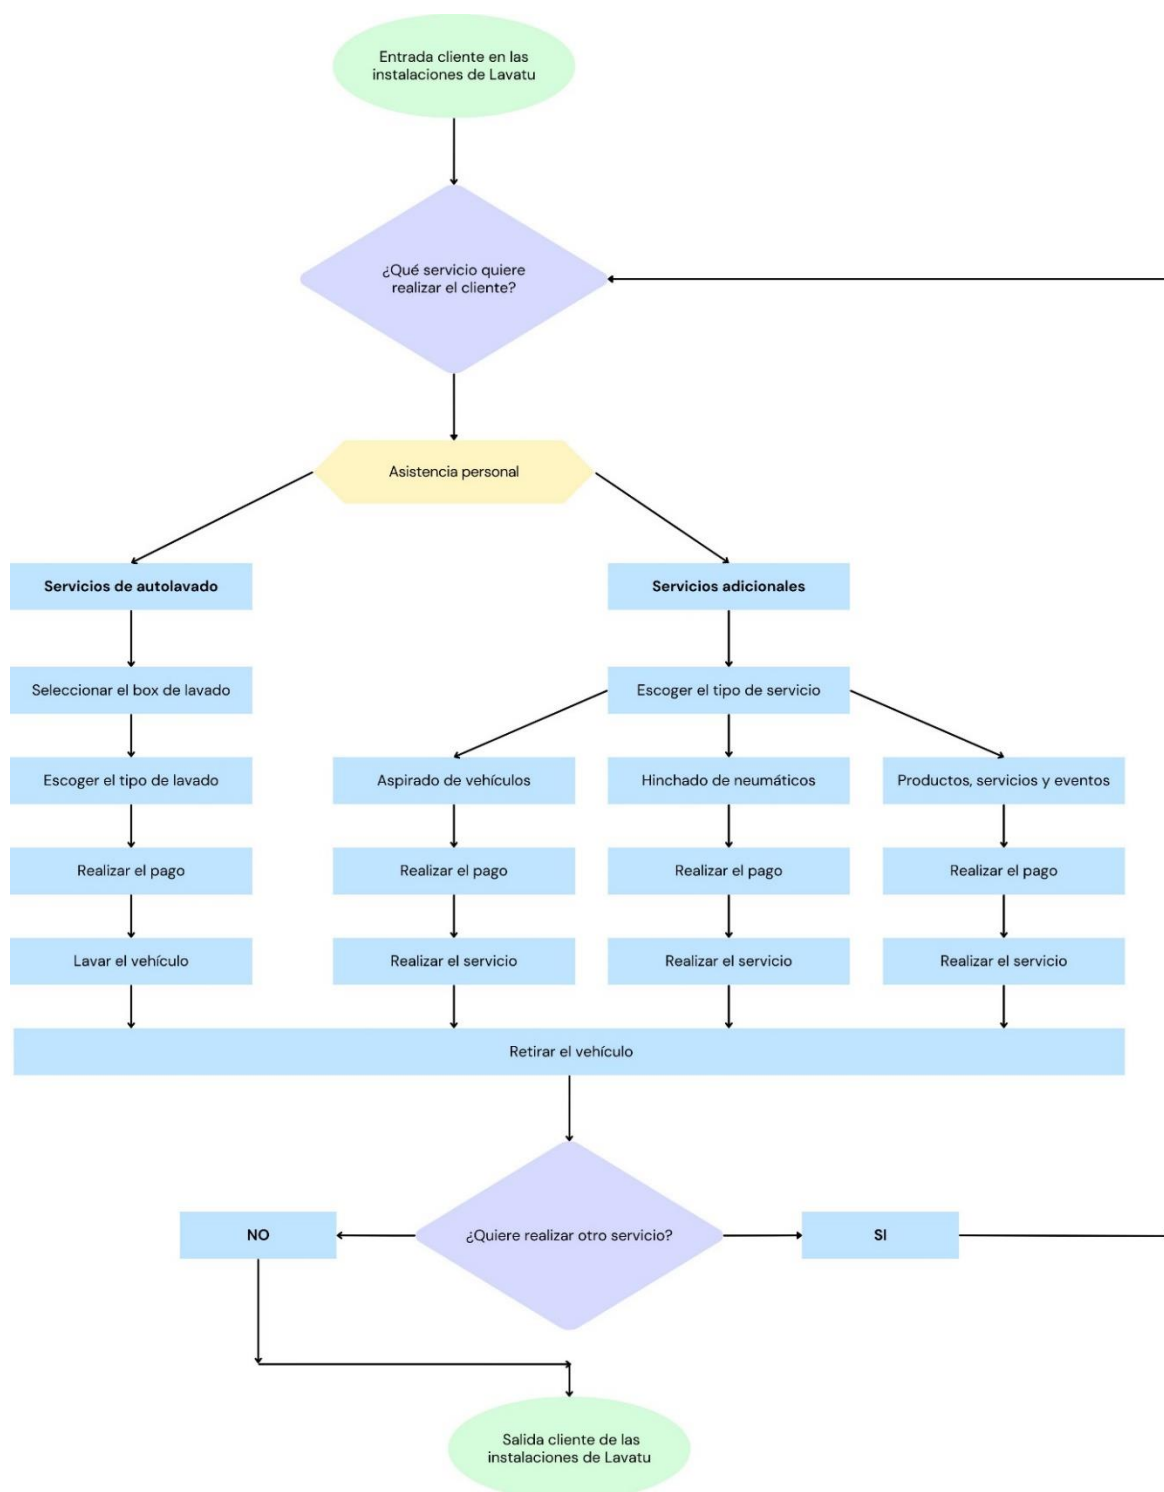 Entrada cliente en las
instalaciones de Lavatu
¿Qué servicio quiere
realizar el cliente?
Asistencia personal
Servicios de autolavado
Servicios adicionales
Seleccionar el box de lavado
Escoger el tipo de servicio
Escoger el tipo de lavado
Aspirado de vehículos
Hinchado de neumáticos
Productos, servicios y eventos
Realizar el pago
Realizar el pago
Realizar el pago
Realizar el pago
Lavar el vehículo
Realizar el servicio
Realizar el servicio
Realizar el servicio
Retirar el vehículo
NO
¿Quiere realizar otro servicio?
SI
Salida cliente de las
instalaciones de Lavatu